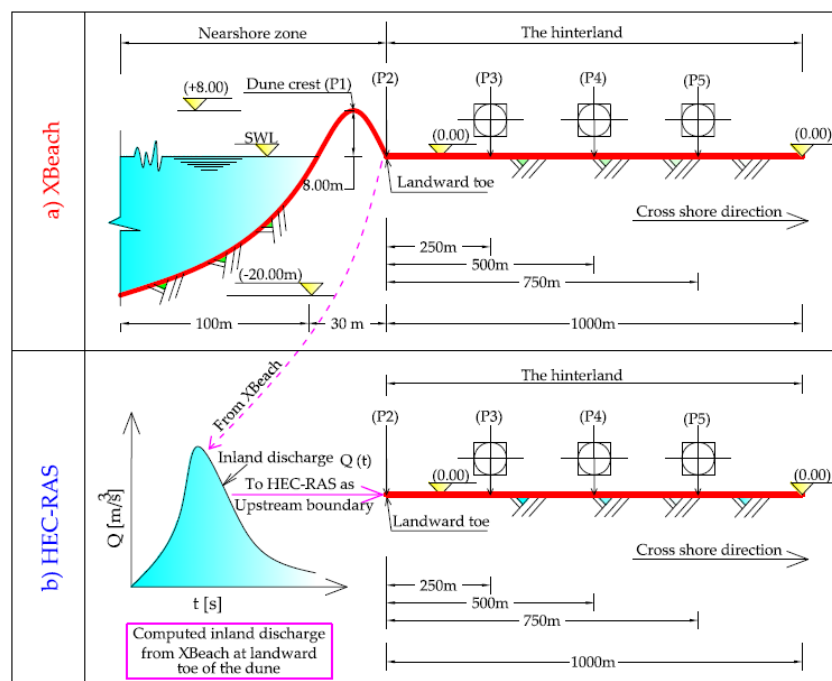 a) XBeach
Nearshore zone
The hinterland
(+8.00)
Dune crest (P1)
(P2)
(P3)
(P4)
(P5)
SWL
(0.00)
(0.00)
8.00m
Landward toe
Cross shore direction
(-20.00m)
250m
500m
750m
100m
30 m
1000m
b) HEC-RAS
From XBeach
The hinterland
(P2)
(P3)
(P4)
(P5)
Q [m/s³]
Inland discharge Q (t)
To HEC-RAS as
Upstream boundary
(0.00)
(0.00)
Landward toe
Cross shore direction
t [s]
250m
500m
750m
1000m
Computed inland discharge
from XBeach at landward
toe of the dune